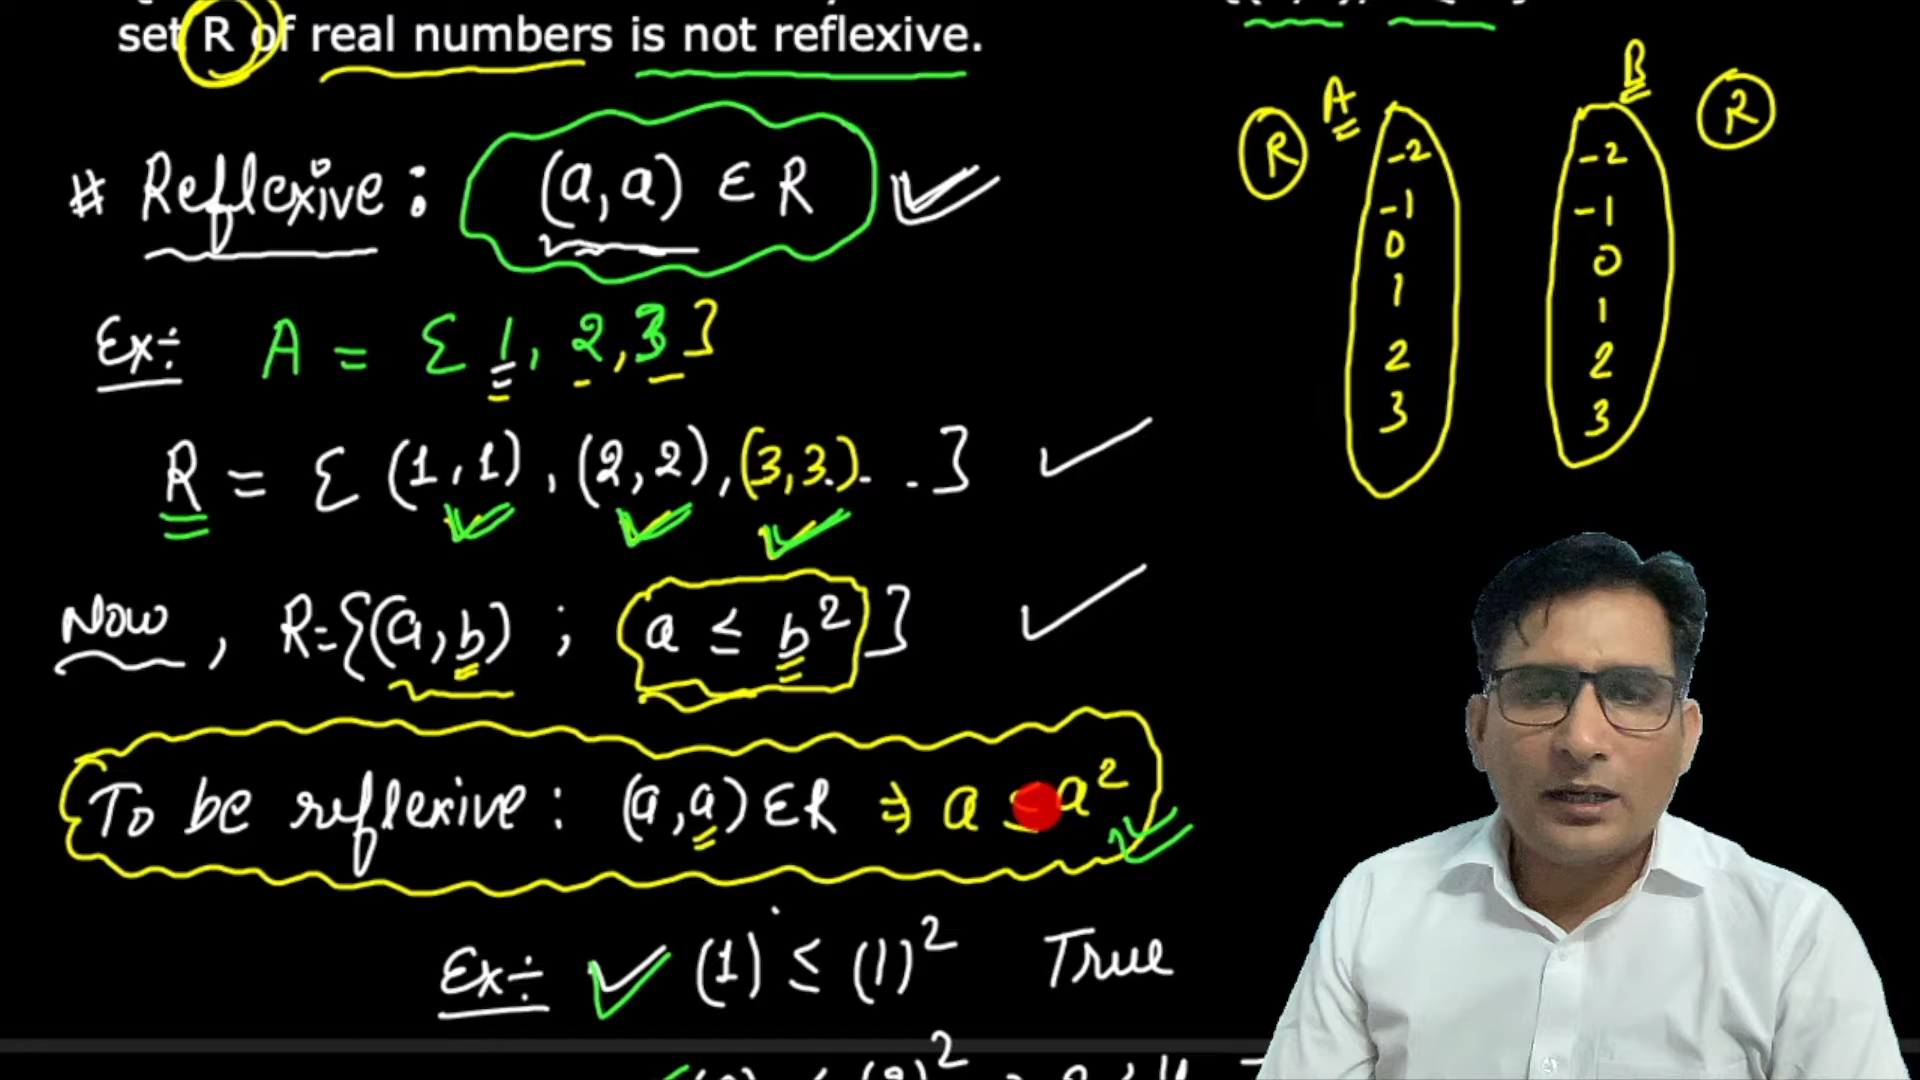 set R of real numbers is not reflexive.
# Reflexive : (a,a) ∈ R
Ex:- A = { 1, 2, 3 }
R = { (1,1), (2,2), (3,3). . . }
Now, R={(a,b) ; a ≤ b² }
To be reflexive : (a,a) ∈ R ⇒ a ≤ a²
Ex:- (1) ≤ (1)² True
A B
R R
-2 -2
-1 -1
0 0
1 1
2 2
3 3